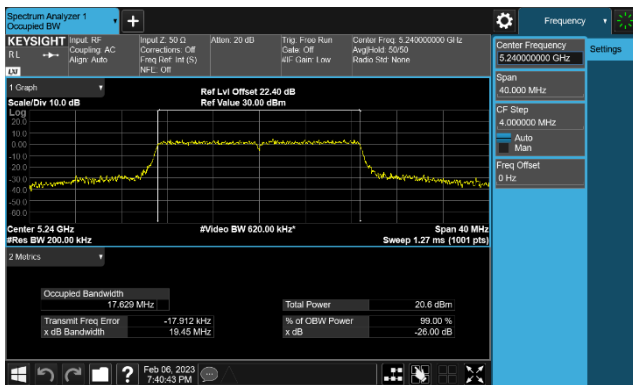 Spectrum Analyzer 1
Occupied BW
Frequency
KEYSIGHT
RL
LXI
Input: RF
Coupling: AC
Align: Auto
Input Z: 50 Ω
Corrections: Off
Freq Ref: Int (S)
NFE: Off
Atten: 20 dB
Trig: Free Run
Gate: Off
#IF Gain: Low
Center Freq: 5.240000000 GHz
Avg|Hold: 50/50
Radio Std: None
Center Frequency
5.240000000 GHz
Settings
Span
40.000 MHz
CF Step
4.000000 MHz
Auto
Man
Freq Offset
0 Hz
1 Graph
Scale/Div 10.0 dB
Ref Lvl Offset 22.40 dB
Ref Value 30.00 dBm
Log
20.0
10.0
0.00
-10.0
-20.0
-30.0
-40.0
-50.0
-60.0
Center 5.24 GHz
#Res BW 200.00 kHz
#Video BW 620.00 kHz*
Span 40 MHz
Sweep 1.27 ms (1001 pts)
2 Metrics
Occupied Bandwidth
17.629 MHz
Total Power
20.6 dBm
Transmit Freq Error
-17.912 kHz
% of OBW Power
99.00 %
x dB Bandwidth
19.45 MHz
x dB
-26.00 dB
?
Feb 06, 2023
7:40:43 PM